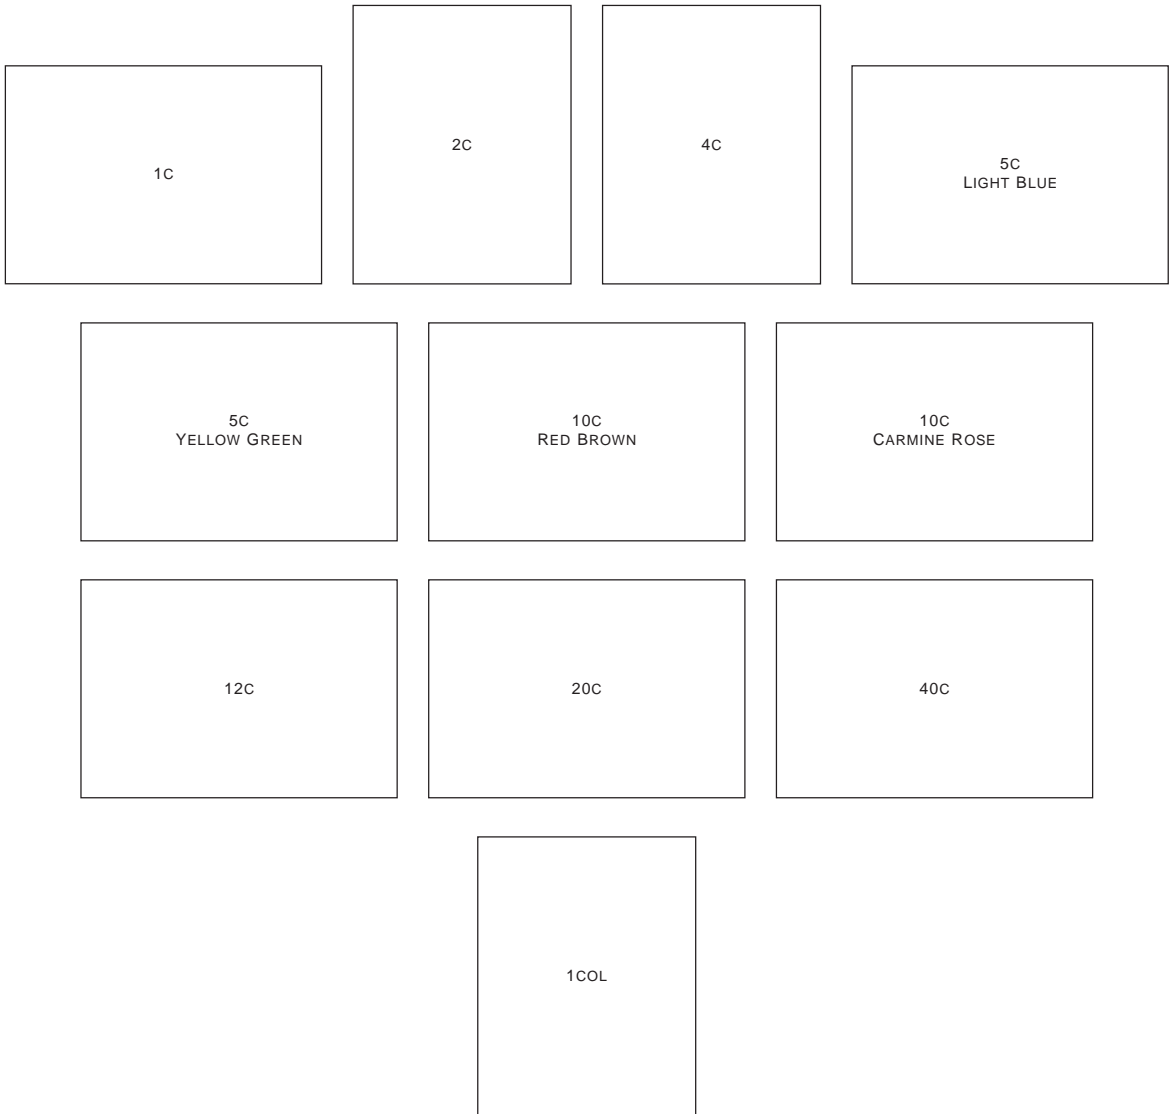 1C
2C
4C
5C
LIGHT BLUE
5C
YELLOW GREEN
10C
RED BROWN
10C
CARMINE ROSE
12C
20C
40C
1COL